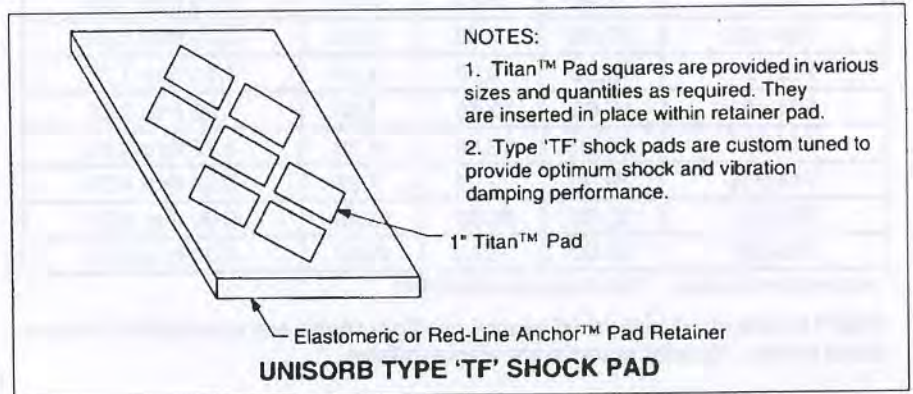 NOTES:
1. Titan™ Pad squares are provided in various
sizes and quantities as required. They
are inserted in place within retainer pad.
2. Type 'TF' shock pads are custom tuned to
provide optimum shock and vibration
damping performance.
1" Titan™ Pad
Elastomeric or Red-Line Anchor™ Pad Retainer
UNISORB TYPE 'TF' SHOCK PAD